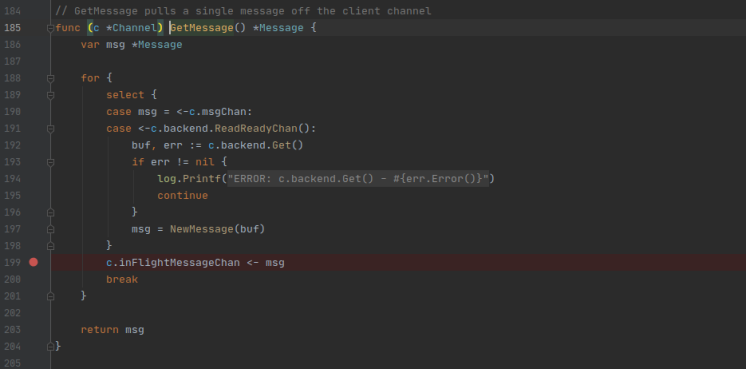 184 // GetMessage pulls a single message off the client channel
185 func (c *Channel) GetMessage() *Message {
186     var msg *Message
187
188     for {
189         select {
190         case msg = <-c.msgChan:
191         case <-c.backend.ReadReadyChan():
192             buf, err := c.backend.Get()
193             if err != nil {
194                 log.Printf("ERROR: c.backend.Get() - #{err.Error()}")
195                 continue
196             }
197             msg = NewMessage(buf)
198         }
199         c.inFlightMessageChan <- msg
200         break
201     }
202
203     return msg
204 }
205